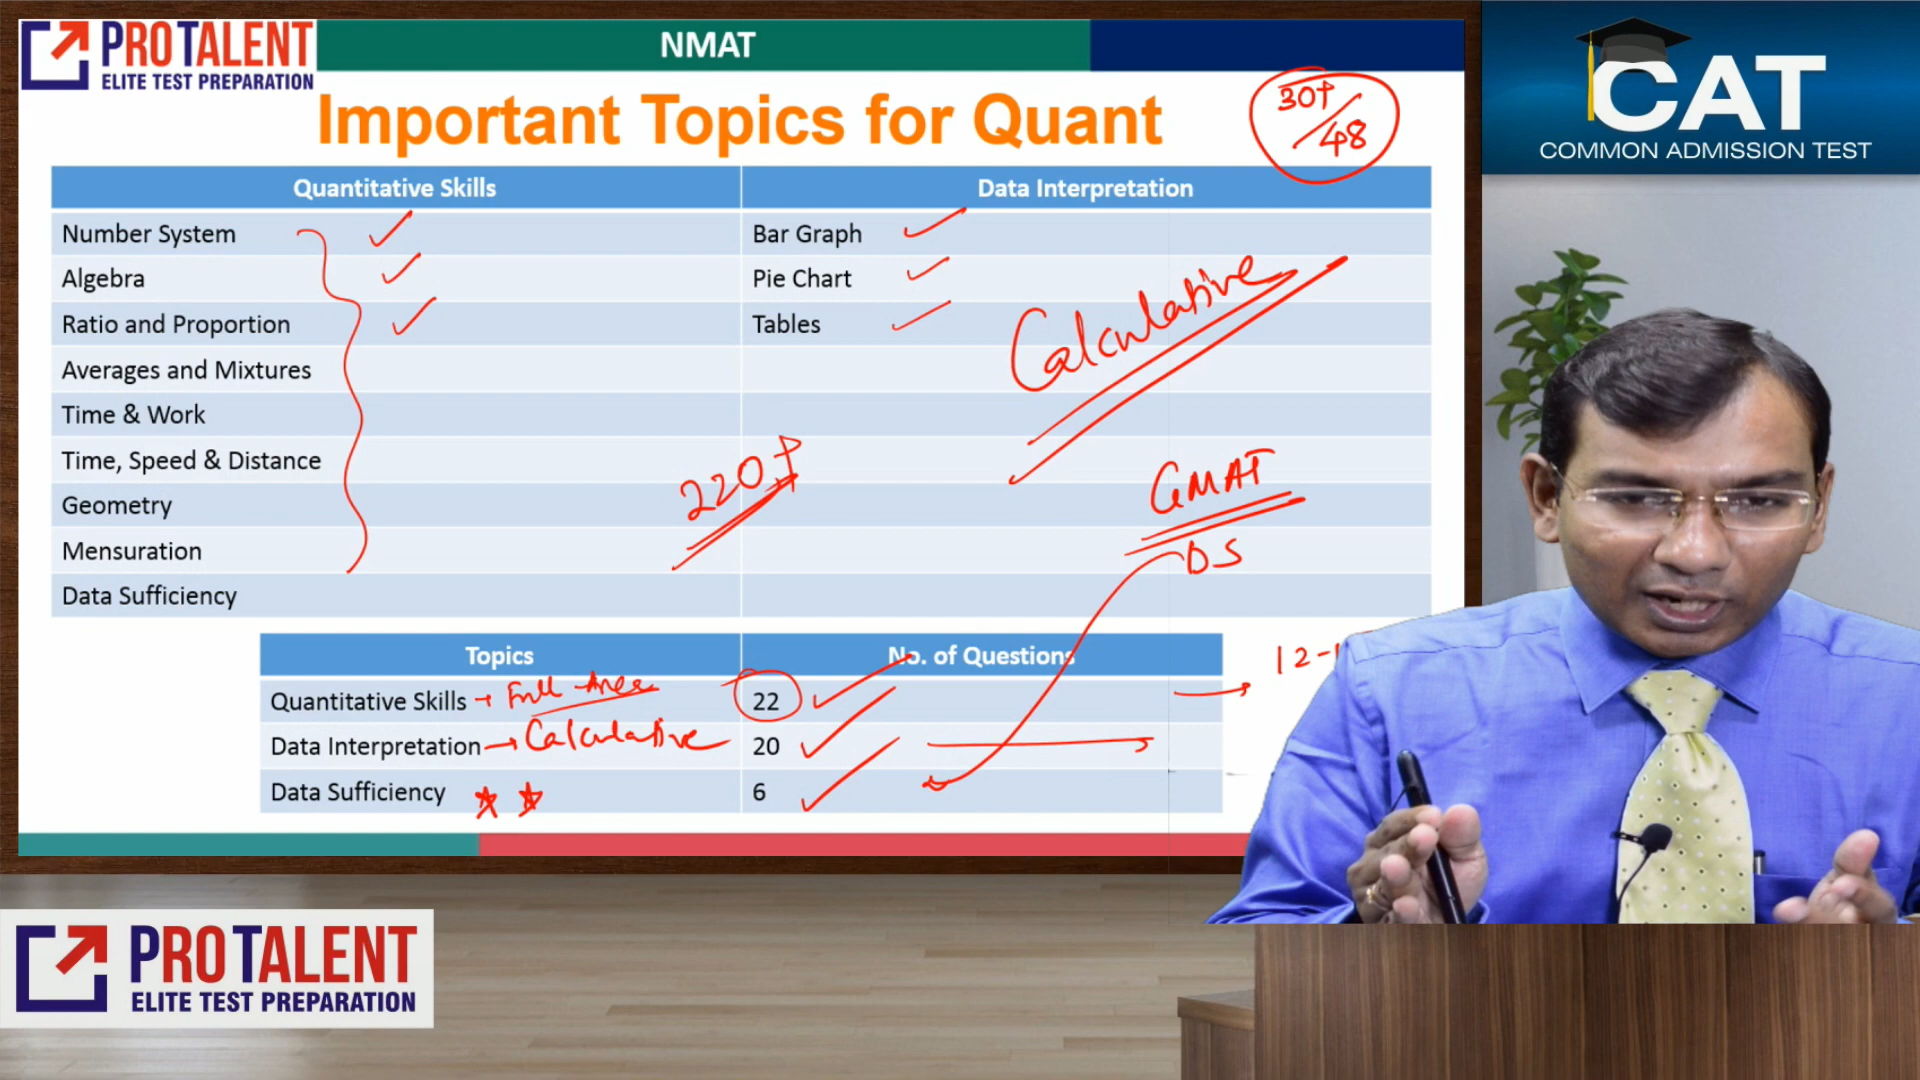 PROTALENT
ELITE TEST PREPARATION
NMAT
CAT
COMMON ADMISSION TEST
Important Topics for Quant
30+/48
Quantitative Skills Data Interpretation
Number System Bar Graph
Algebra Pie Chart
Ratio and Proportion Tables
Calculative
Averages and Mixtures
Time & Work
Time, Speed & Distance
220+
GMAT
Geometry
Mensuration
DS
Data Sufficiency
Topics No. of Questions
12-
Quantitative Skills → Full Area 22
Data Interpretation → Calculative 20
Data Sufficiency 6
PROTALENT
ELITE TEST PREPARATION